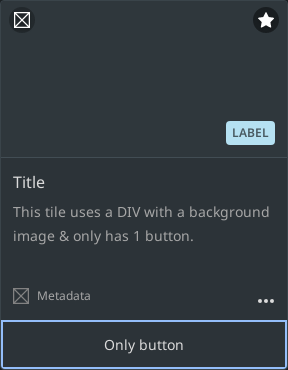 LABEL
Title
This tile uses a DIV with a background
image & only has 1 button.
Metadata
Only button